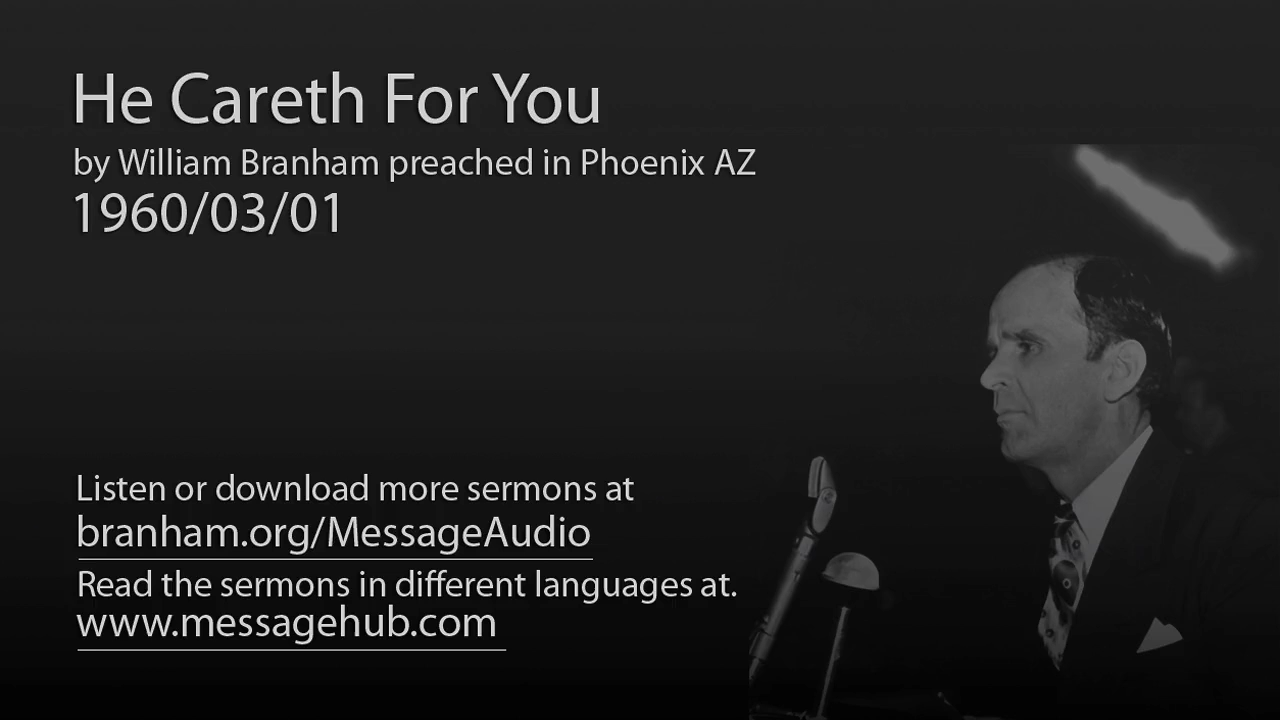 He Careth For You
by William Branham preached in Phoenix AZ
1960/03/01
Listen or download more sermons at
branham.org/MessageAudio
Read the sermons in different languages at.
www.messagehub.com